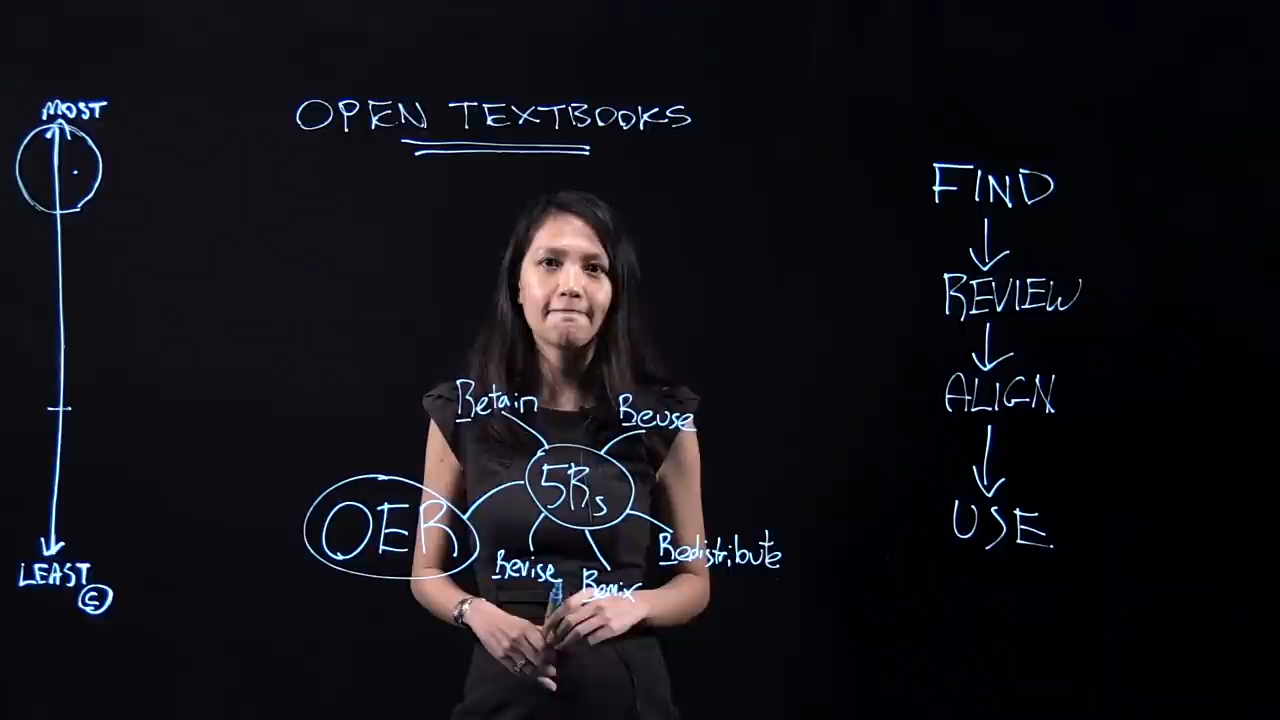 MOST
LEAST
©
OPEN TEXTBOOKS
Retain
Reuse
5Rs
OER
Revise
Remix
Redistribute
FIND
REVIEW
ALIGN
USE